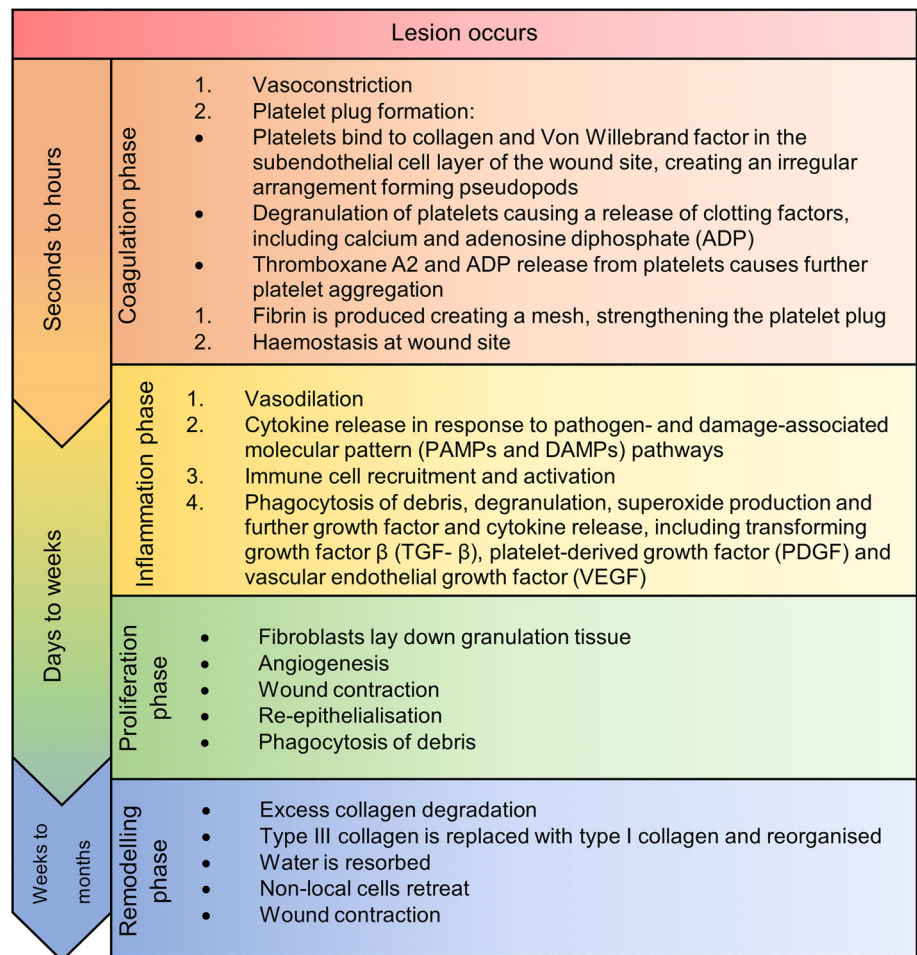 Lesion occurs
Seconds to hours
Coagulation phase
1. Vasoconstriction
2. Platelet plug formation:
• Platelets bind to collagen and Von Willebrand factor in the
subendothelial cell layer of the wound site, creating an irregular
arrangement forming pseudopods
• Degranulation of platelets causing a release of clotting factors,
including calcium and adenosine diphosphate (ADP)
• Thromboxane A2 and ADP release from platelets causes further
platelet aggregation
1. Fibrin is produced creating a mesh, strengthening the platelet plug
2. Haemostasis at wound site
Days to weeks
Inflammation phase
1. Vasodilation
2. Cytokine release in response to pathogen- and damage-associated
molecular pattern (PAMPs and DAMPs) pathways
3. Immune cell recruitment and activation
4. Phagocytosis of debris, degranulation, superoxide production and
further growth factor and cytokine release, including transforming
growth factor β (TGF- β), platelet-derived growth factor (PDGF) and
vascular endothelial growth factor (VEGF)
Proliferation
phase
• Fibroblasts lay down granulation tissue
• Angiogenesis
• Wound contraction
• Re-epithelialisation
• Phagocytosis of debris
Weeks to
months
Remodelling
phase
• Excess collagen degradation
• Type III collagen is replaced with type I collagen and reorganised
• Water is resorbed
• Non-local cells retreat
• Wound contraction